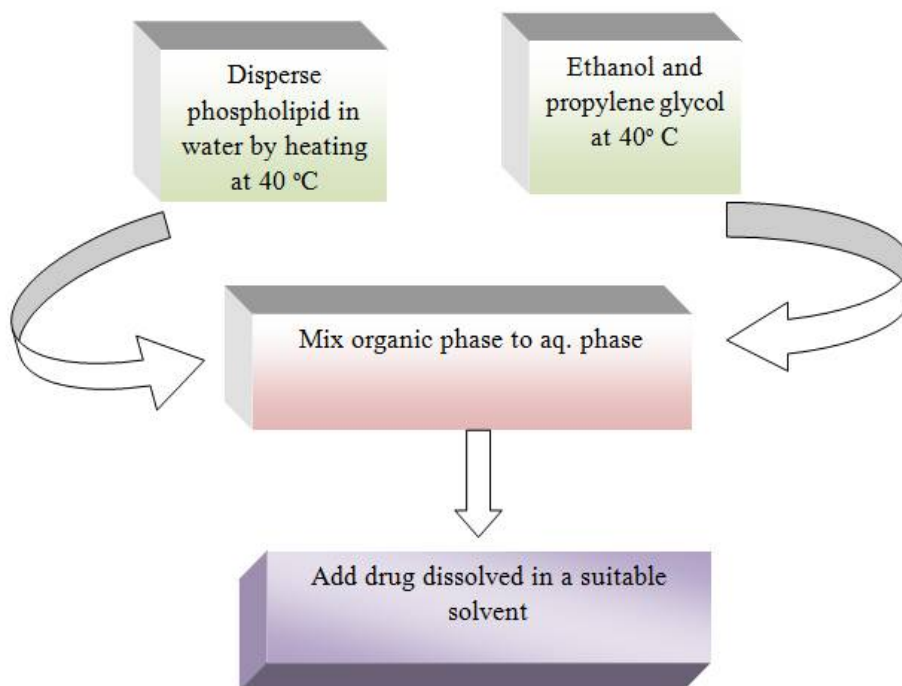 Disperse
phospholipid in
water by heating
at 40 °C
Ethanol and
propylene glycol
at 40° C
Mix organic phase to aq. phase
Add drug dissolved in a suitable
solvent